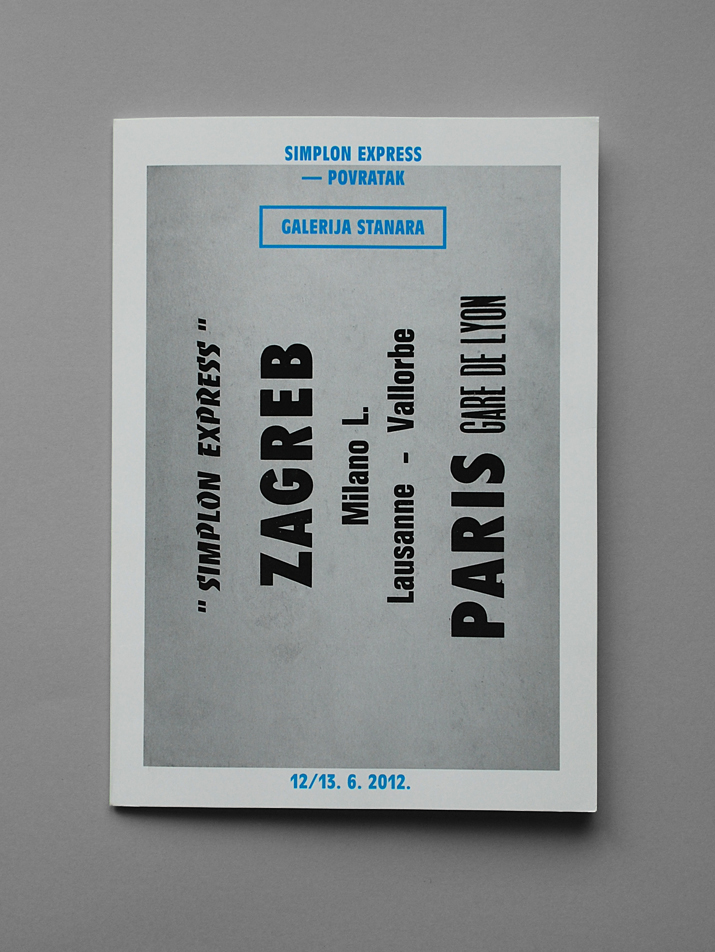 SIMPLON EXPRESS
— POVRATAK
GALERIJA STANARA
"SIMPLON EXPRESS"
ZAGREB
Milano L.
Lausanne - Vallorbe
PARIS GARE DE LYON
12/13. 6. 2012.